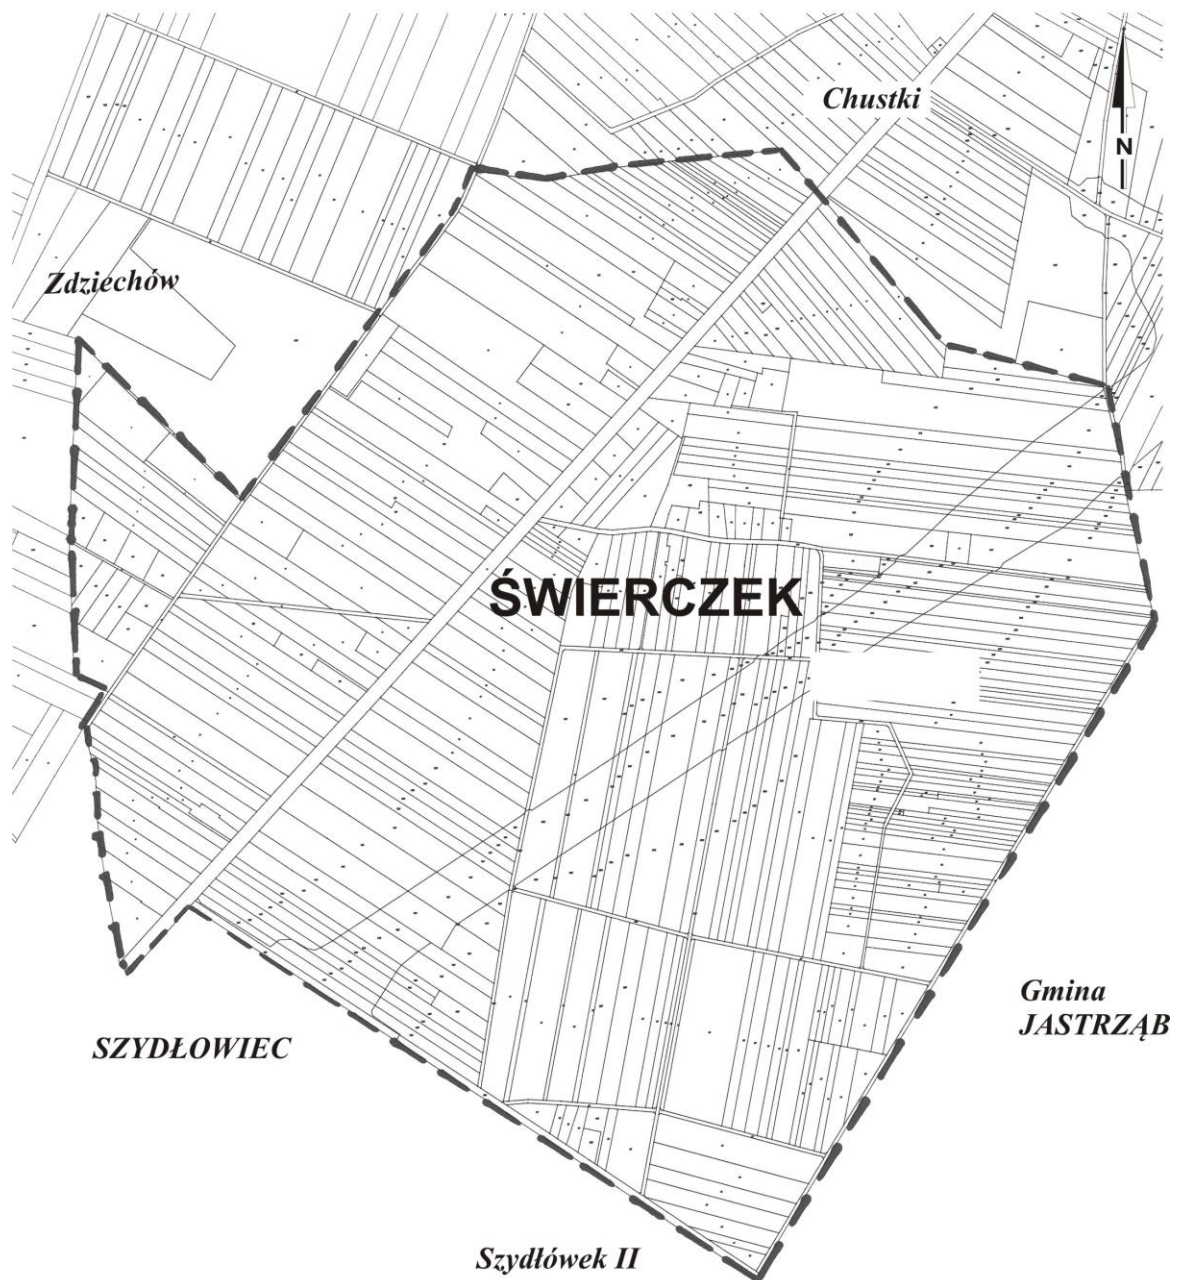 Chustki
N
Zdziechów
ŚWIERCZEK
Gmina
JASTRZĄB
SZYDŁOWIEC
Szydłówek II